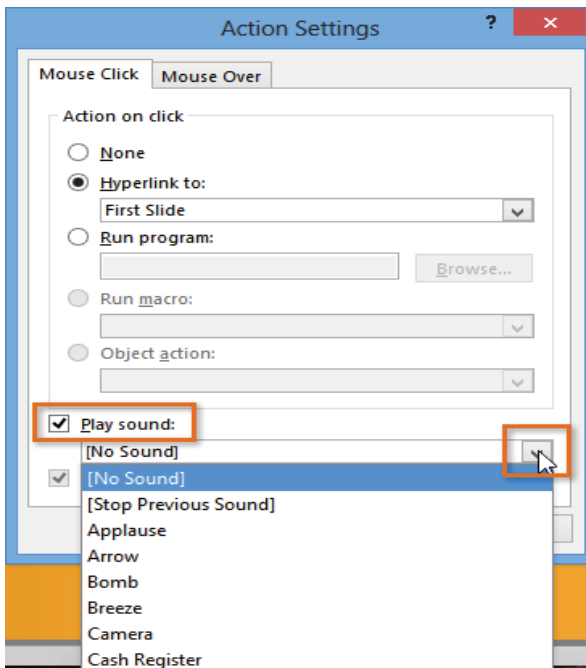 Action Settings
?
Mouse Click
Mouse Over
Action on click
None
Hyperlink to:
First Slide
Run program:
Browse...
Run macro:
Object action:
Play sound:
[No Sound]
[No Sound]
[Stop Previous Sound]
Applause
Arrow
Bomb
Breeze
Camera
Cash Register